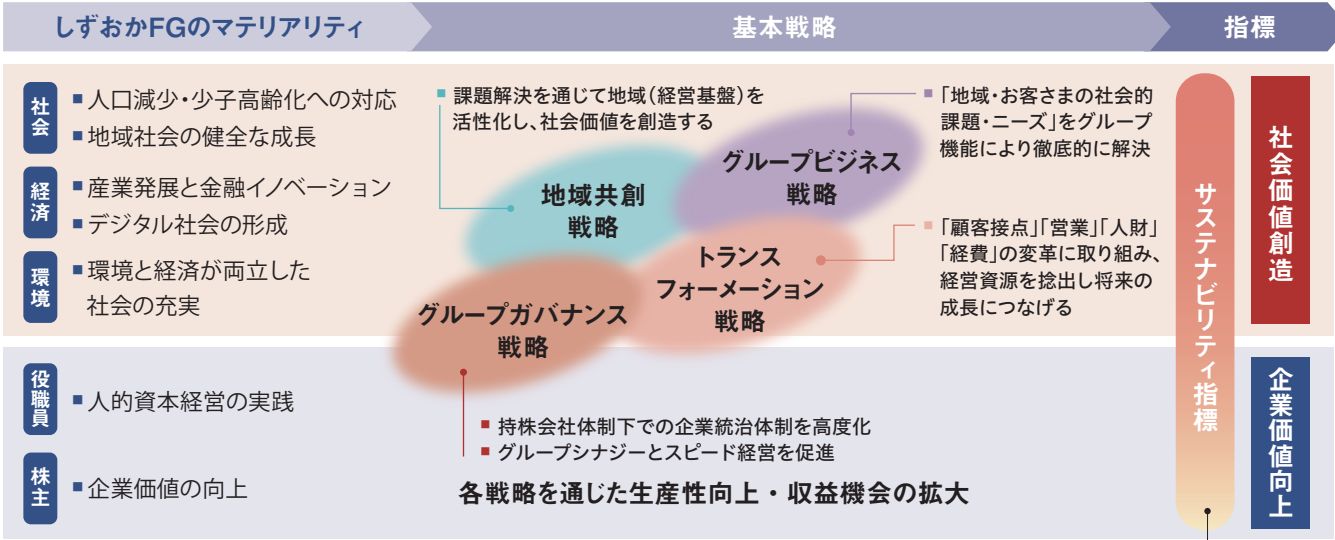 しずおかFGのマテリアリティ
基本戦略
指標
社会
■人口減少・少子高齢化への対応
■地域社会の健全な成長
経済
■産業発展と金融イノベーション
■デジタル社会の形成
環境
■環境と経済が両立した
社会の充実
役職員
■人的資本経営の実践
株主
■企業価値の向上
■課題解決を通じて地域（経営基盤）を
活性化し、社会価値を創造する
地域共創
戦略
グループビジネス
戦略
■「地域・お客さまの社会的
課題・ニーズ」をグループ
機能により徹底的に解決
トランス
フォーメーション
戦略
■「顧客接点」「営業」「人財」
「経費」の変革に取り組み、
経営資源を捻出し将来の
成長につなげる
グループガバナンス
戦略
■持株会社体制下での企業統治体制を高度化
■グループシナジーとスピード経営を促進
各戦略を通じた生産性向上・収益機会の拡大
サステナビリティ指標
社会価値創造
企業価値向上